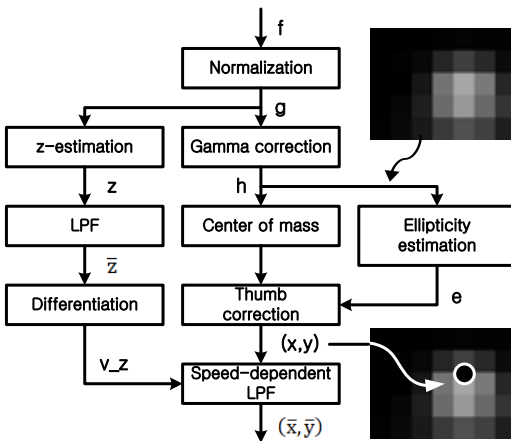 f
Normalization
g
z-estimation
Gamma correction
z
h
LPF
Center of mass
Ellipticity
estimation
z̄
Differentiation
Thumb
correction
e
v_z
(x,y)
Speed-dependent
LPF
(x̄,ȳ)